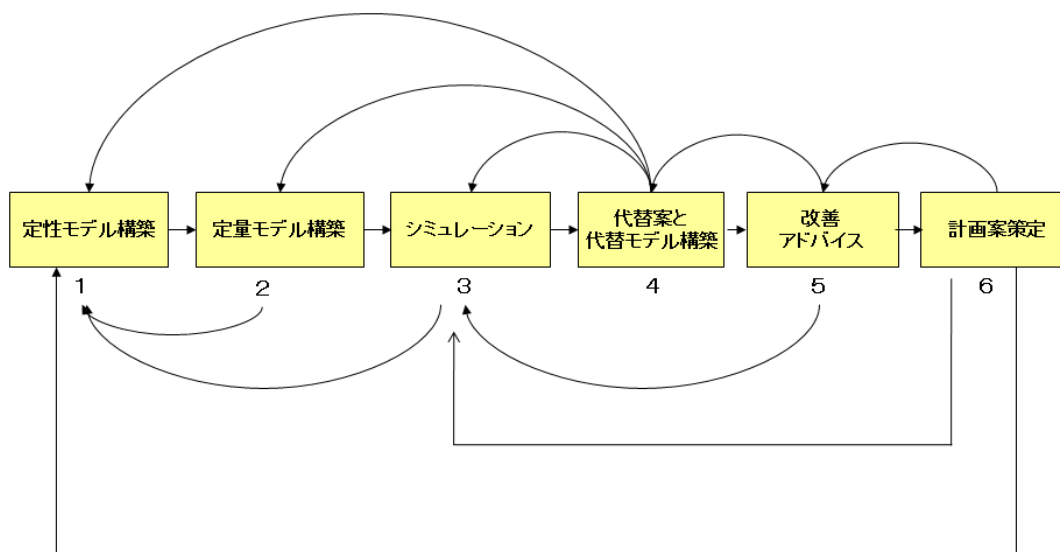 定性モデル構築
定量モデル構築
シミュレーション
代替案と
代替モデル構築
改善
アドバイス
計画案策定
1
2
3
4
5
6